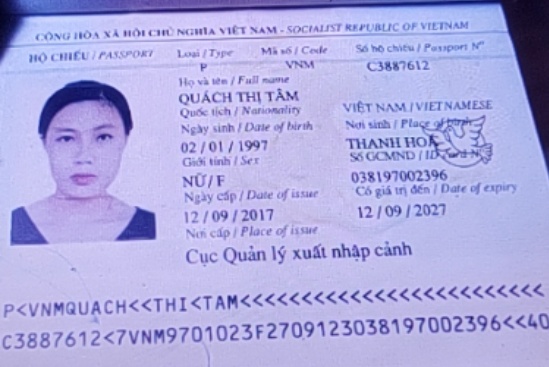 CỘNG HÒA XÃ HỘI CHỦ NGHĨA VIỆT NAM - SOCIALIST REPUBLIC OF VIETNAM
HỘ CHIẾU / PASSPORT Loại / Type Mã số / Code Số hộ chiếu / Passport Nº
P VNM C3887612
Họ và tên / Full name
QUÁCH THỊ TÂM
Quốc tịch / Nationality VIỆT NAM / VIETNAMESE
Ngày sinh / Date of birth Nơi sinh / Place of birth
02 / 01 / 1997 THANH HOÁ
Giới tính / Sex Số GCMND / ID Card Nº
NỮ / F 038197002396
Ngày cấp / Date of issue Có giá trị đến / Date of expiry
12 / 09 / 2017 12 / 09 / 2027
Nơi cấp / Place of issue
Cục Quản lý xuất nhập cảnh
P<VNMQUACH<<THI<TAM<<<<<<<<<<<<<<<<<<<<<<<<<
C3887612<7VNM9701023F2709123038197002396<<40